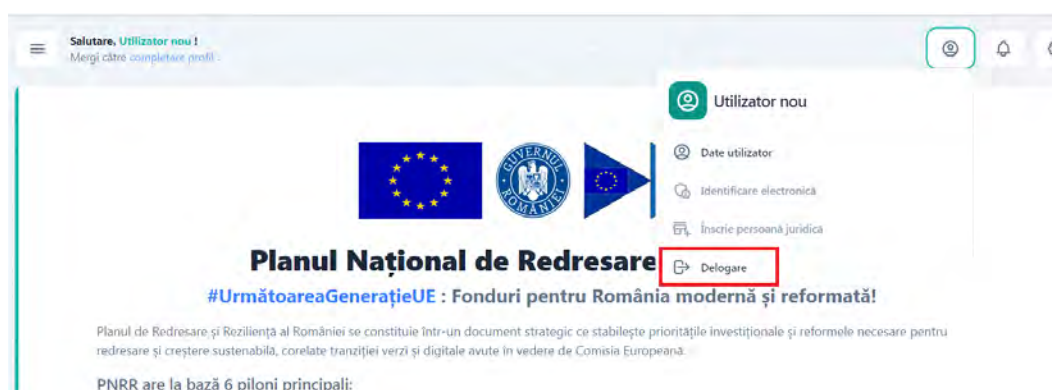 Salutare, Utilizator nou !
Mergi către completare profil .
Utilizator nou
Date utilizator
Identificare electronică
Înscrie persoană juridică
Delogare
GUVERNUL ROMÂNIEI
Planul Național de Redresare
#UrmătoareaGenerațieUE : Fonduri pentru România modernă și reformată!
Planul de Redresare și Reziliență al României se constituie într-un document strategic ce stabilește prioritățile investiționale și reformele necesare pentru
redresare și creștere sustenabilă, corelate tranziției verzi și digitale avute în vedere de Comisia Europeană.
PNRR are la bază 6 piloni principali: